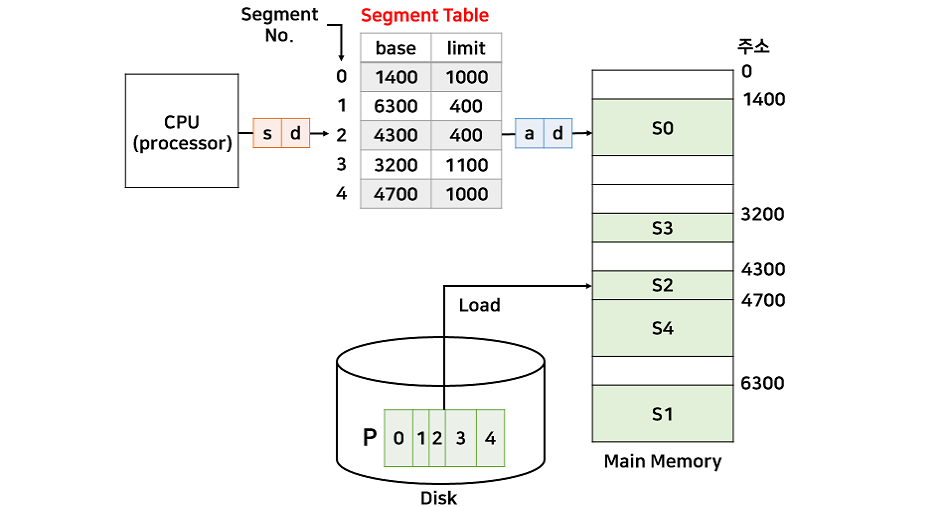 Segment
No.
Segment Table
base limit
0 1400 1000
1 6300 400
2 4300 400
3 3200 1100
4 4700 1000
CPU
(processor)
s d
a d
주소
0
1400
S0
3200
S3
4300
S2
4700
S4
6300
S1
Main Memory
Load
P 0 1 2 3 4
Disk